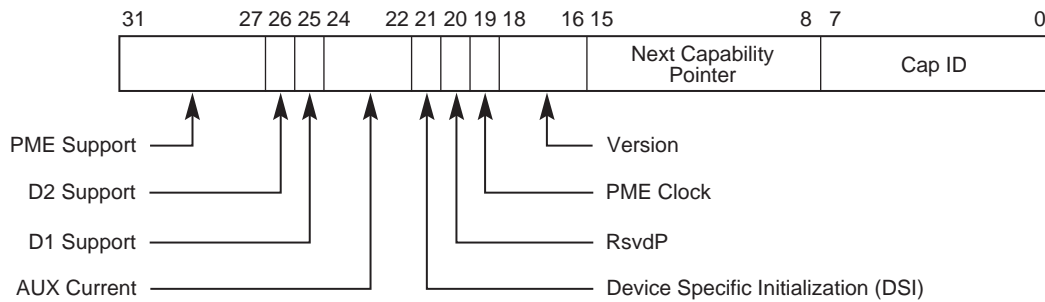 31 27 26 25 24 22 21 20 19 18 16 15 8 7 0
Next Capability
Pointer
Cap ID
PME Support
Version
D2 Support
PME Clock
D1 Support
RsvdP
AUX Current
Device Specific Initialization (DSI)